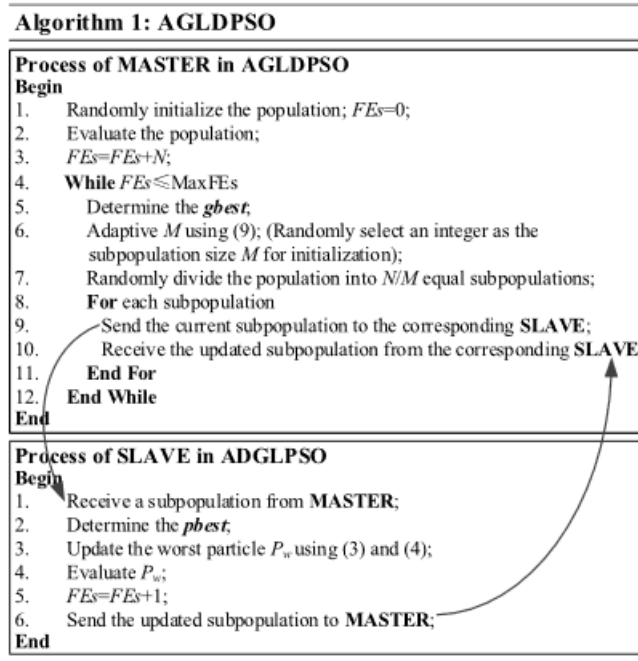 Algorithm 1: AGLDPSO
Process of MASTER in AGLDPSO
Begin
1. Randomly initialize the population; FEs=0;
2. Evaluate the population;
3. FEs=FEs+N;
4. While FEs≤MaxFEs
5. Determine the gbest;
6. Adaptive M using (9); (Randomly select an integer as the
subpopulation size M for initialization);
7. Randomly divide the population into N/M equal subpopulations;
8. For each subpopulation
9. Send the current subpopulation to the corresponding SLAVE;
10. Receive the updated subpopulation from the corresponding SLAVE
11. End For
12. End While
End
Process of SLAVE in ADGLPSO
Begin
1. Receive a subpopulation from MASTER;
2. Determine the pbest;
3. Update the worst particle Pw using (3) and (4);
4. Evaluate Pw;
5. FEs=FEs+1;
6. Send the updated subpopulation to MASTER;
End